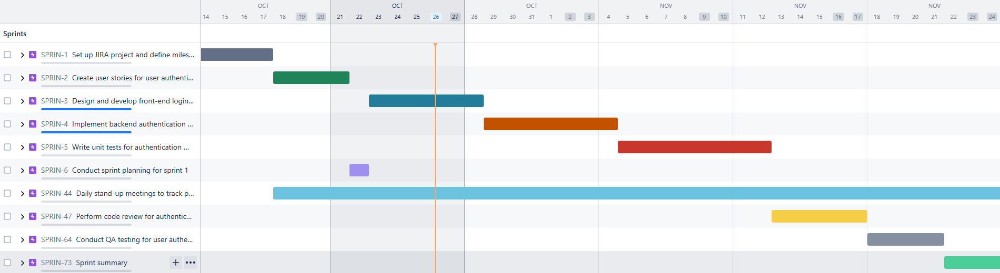 OCT OCT OCT NOV NOV NOV
14 15 16 17 18 19 20 21 22 23 24 25 26 27 28 29 30 31 1 2 3 4 5 6 7 8 9 10 11 12 13 14 15 16 17 18 19 20 21 22 23 24
Sprints
SPRIN-1 Set up JIRA project and define miles...
SPRIN-2 Create user stories for user authenti...
SPRIN-3 Design and develop front-end login...
SPRIN-4 Implement backend authentication ...
SPRIN-5 Write unit tests for authentication ...
SPRIN-6 Conduct sprint planning for sprint 1
SPRIN-44 Daily stand-up meetings to track p...
SPRIN-47 Perform code review for authentic...
SPRIN-64 Conduct QA testing for user authe...
SPRIN-73 Sprint summary